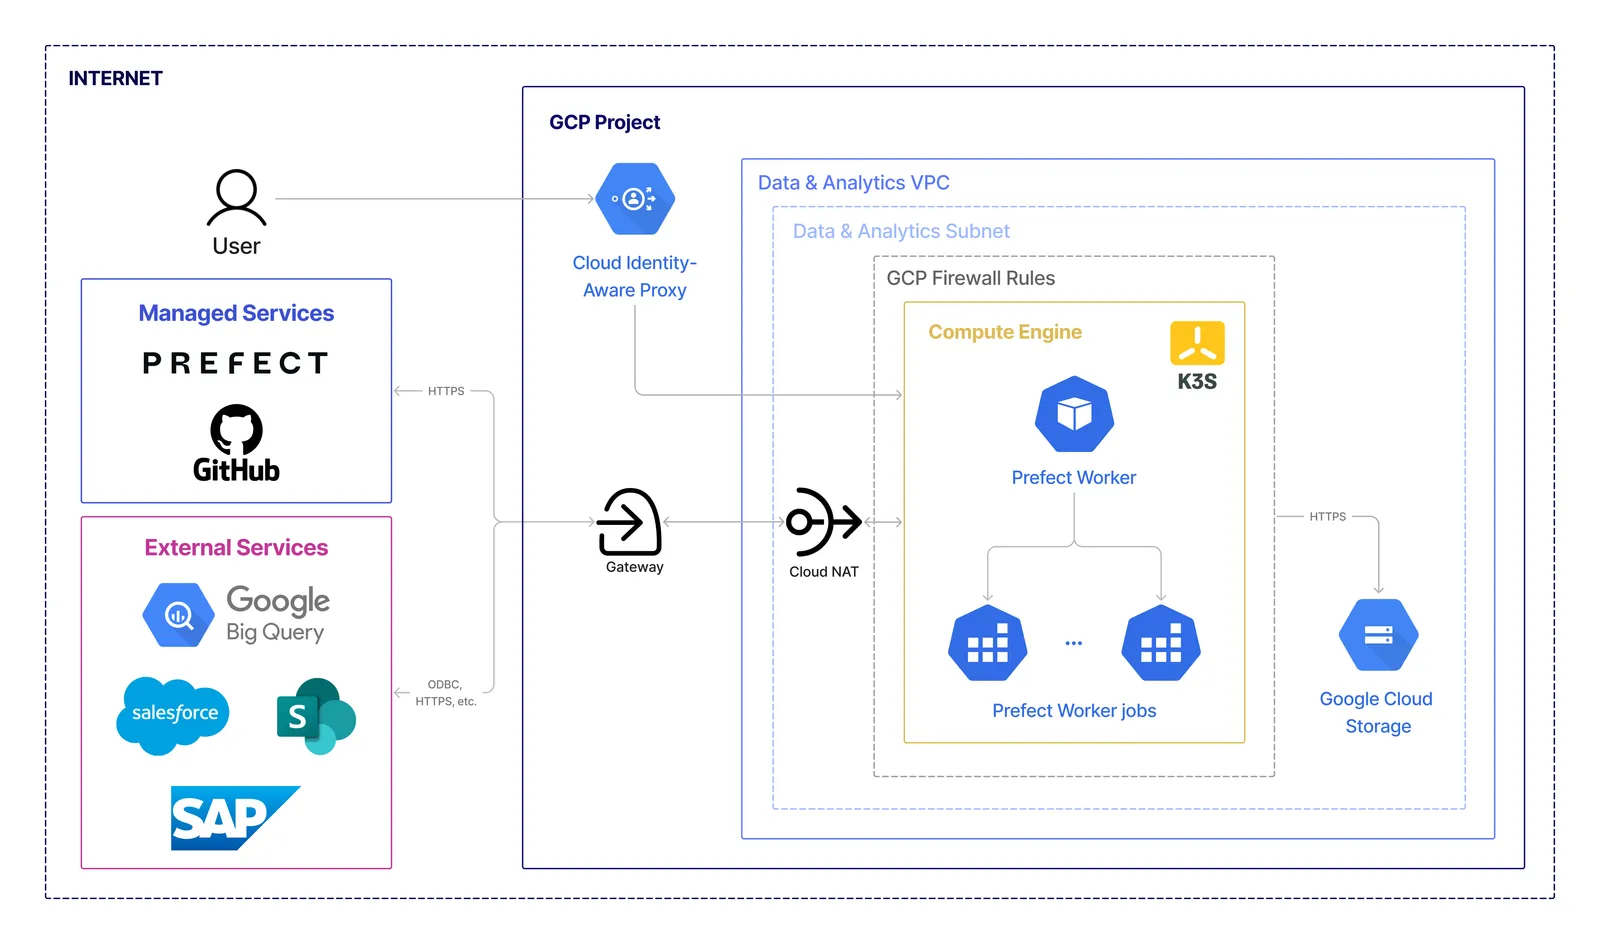 INTERNET
GCP Project
User
Cloud Identity-
Aware Proxy
Data & Analytics VPC
Data & Analytics Subnet
GCP Firewall Rules
Compute Engine
K3S
Prefect Worker
Prefect Worker jobs
Managed Services
PREFECT
GitHub
HTTPS
External Services
Google
Big Query
salesforce
S
SAP
ODBC,
HTTPS, etc.
Gateway
Cloud NAT
HTTPS
Google Cloud
Storage